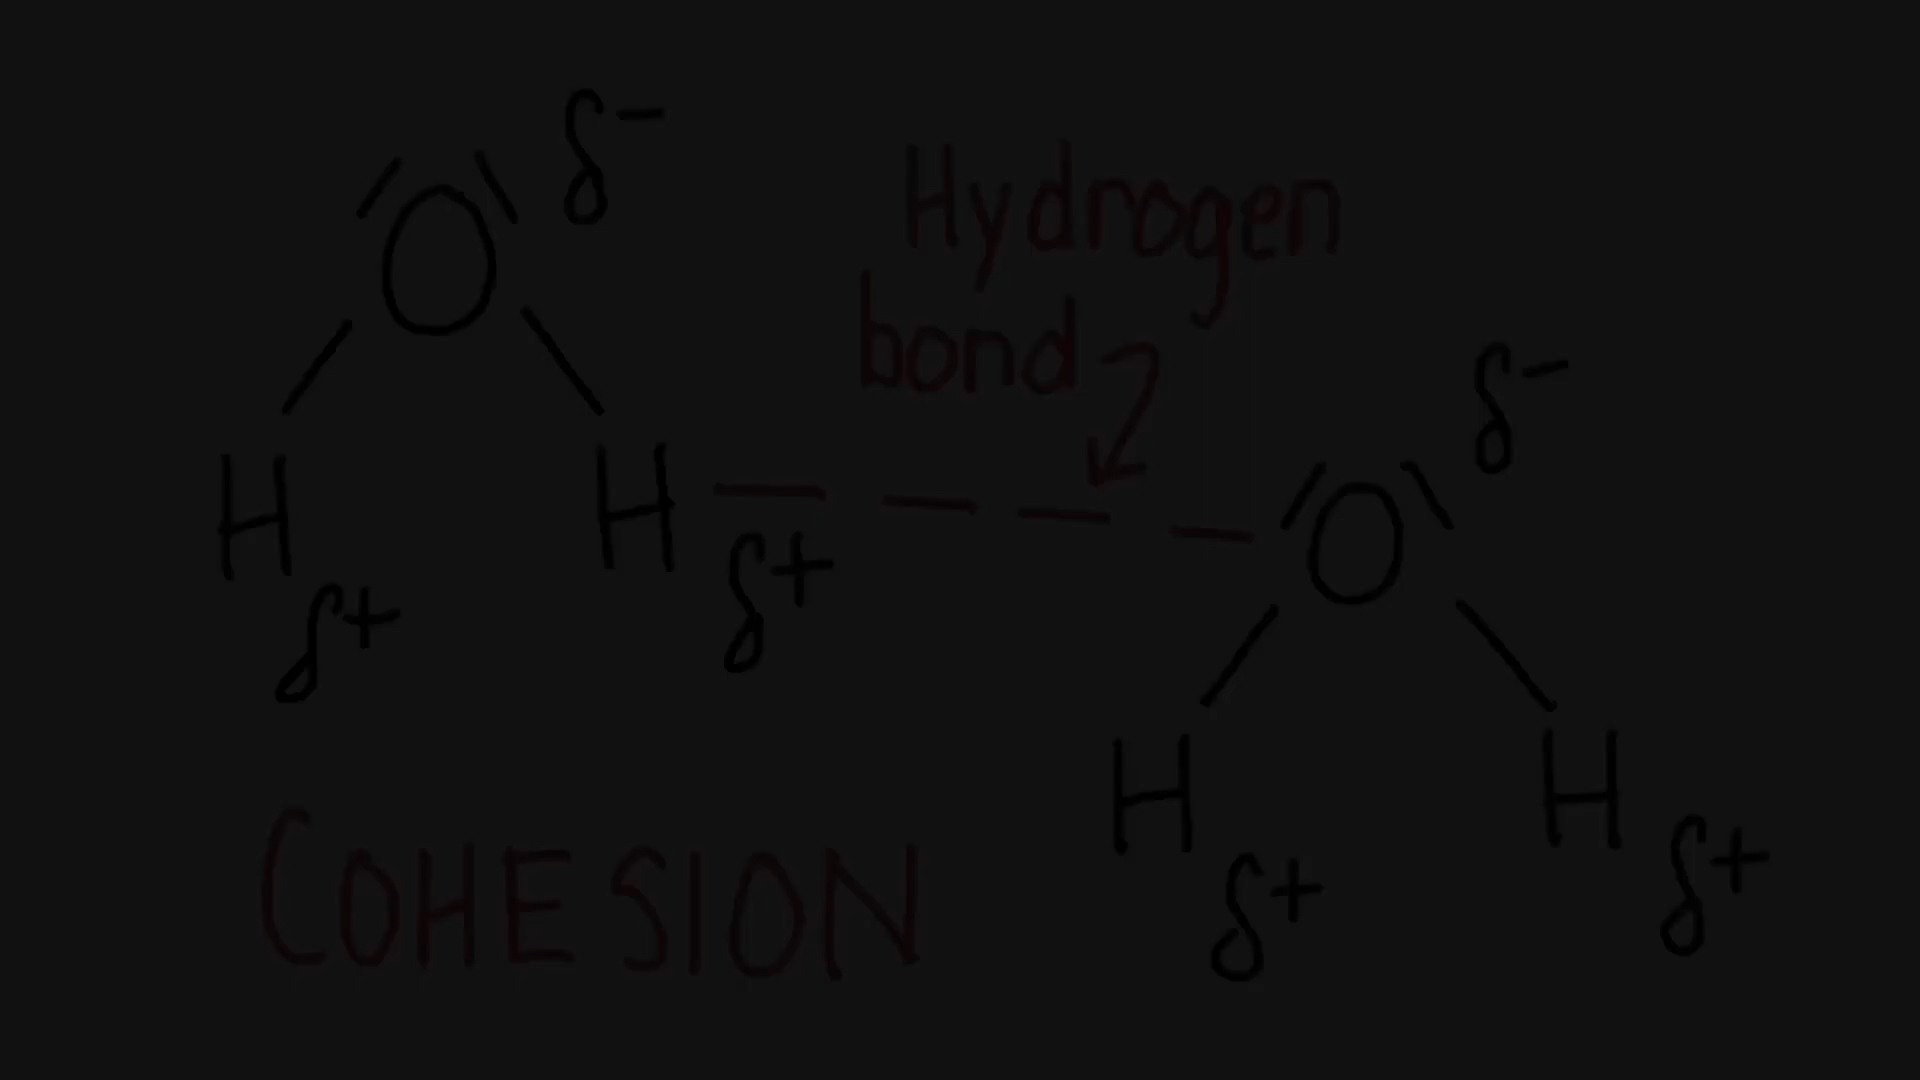 δ−
O
Hydrogen
bond
H
H
δ+
δ+
δ−
O
H
H
δ+
δ+
COHESION